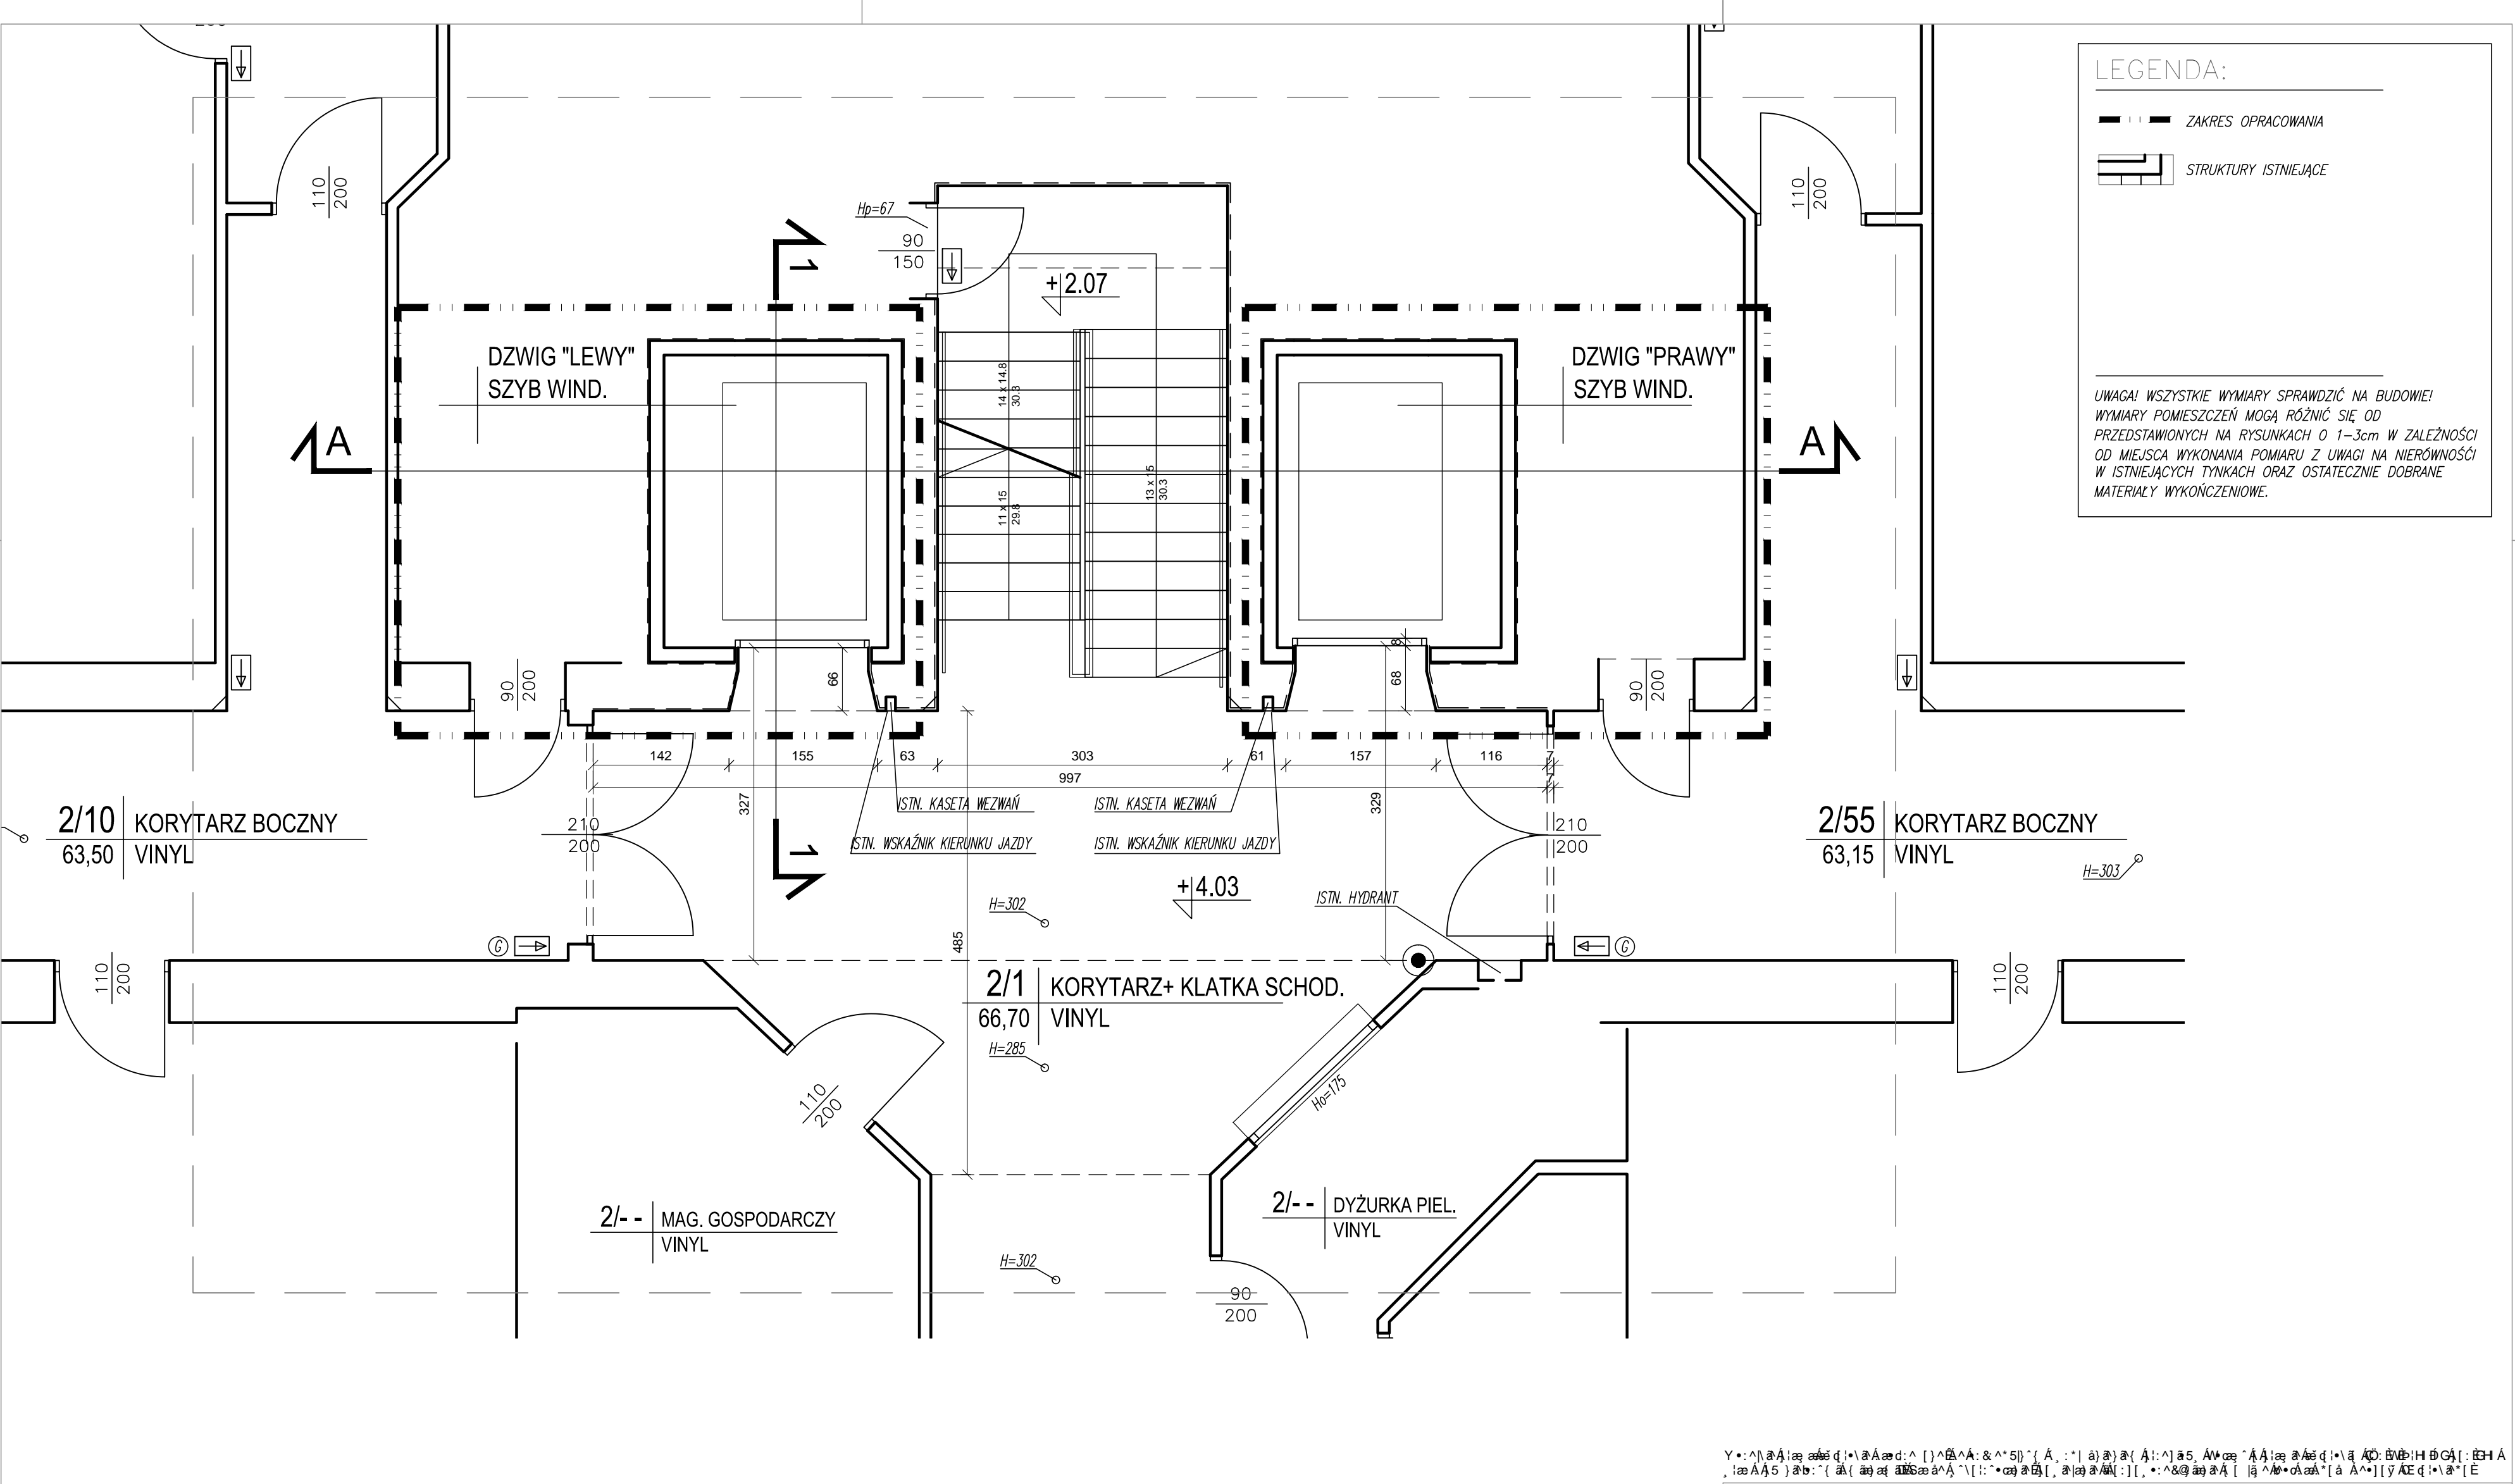 LEGENDA:
ZAKRES OPRACOWANIA
STRUKTURY ISTNIEJĄCE
UWAGA! WSZYSTKIE WYMIARY SPRAWDZIĆ NA BUDOWIE!
WYMIARY POMIESZCZEŃ MOGĄ RÓŻNIĆ SIĘ OD
PRZEDSTAWIONYCH NA RYSUNKACH O 1-3cm W ZALEŻNOŚCI
OD MIEJSCA WYKONANIA POMIARU Z UWAGI NA NIERÓWNOŚĆI
W ISTNIEJĄCYCH TYNKACH ORAZ OSTATECZNIE DOBRANE
MATERIAŁY WYKOŃCZENIOWE.
110
200
110
200
Hp=67
90
150
1
+2.07
DZWIG "LEWY"
SZYB WIND.
DZWIG "PRAWY"
SZYB WIND.
14 x 14.8
30.3
A
A
11 x 15
29.8
13 x 15
30.3
90
200
66
8
68
90
200
142
155
63
303
61
157
116
7
997
7
327
329
ISTN. KASETA WEZWAŃ
ISTN. KASETA WEZWAŃ
ISTN. WSKAŹNIK KIERUNKU JAZDY
ISTN. WSKAŹNIK KIERUNKU JAZDY
210
200
210
200
1
2/10 KORYTARZ BOCZNY
63,50 VINYL
2/55 KORYTARZ BOCZNY
63,15 VINYL
H=303
+4.03
H=302
ISTN. HYDRANT
485
G
G
110
200
110
200
2/1 KORYTARZ+ KLATKA SCHOD.
66,70 VINYL
H=285
110
200
Ho=175
2/-- MAG. GOSPODARCZY
VINYL
2/-- DYŻURKA PIEL.
VINYL
H=302
90
200